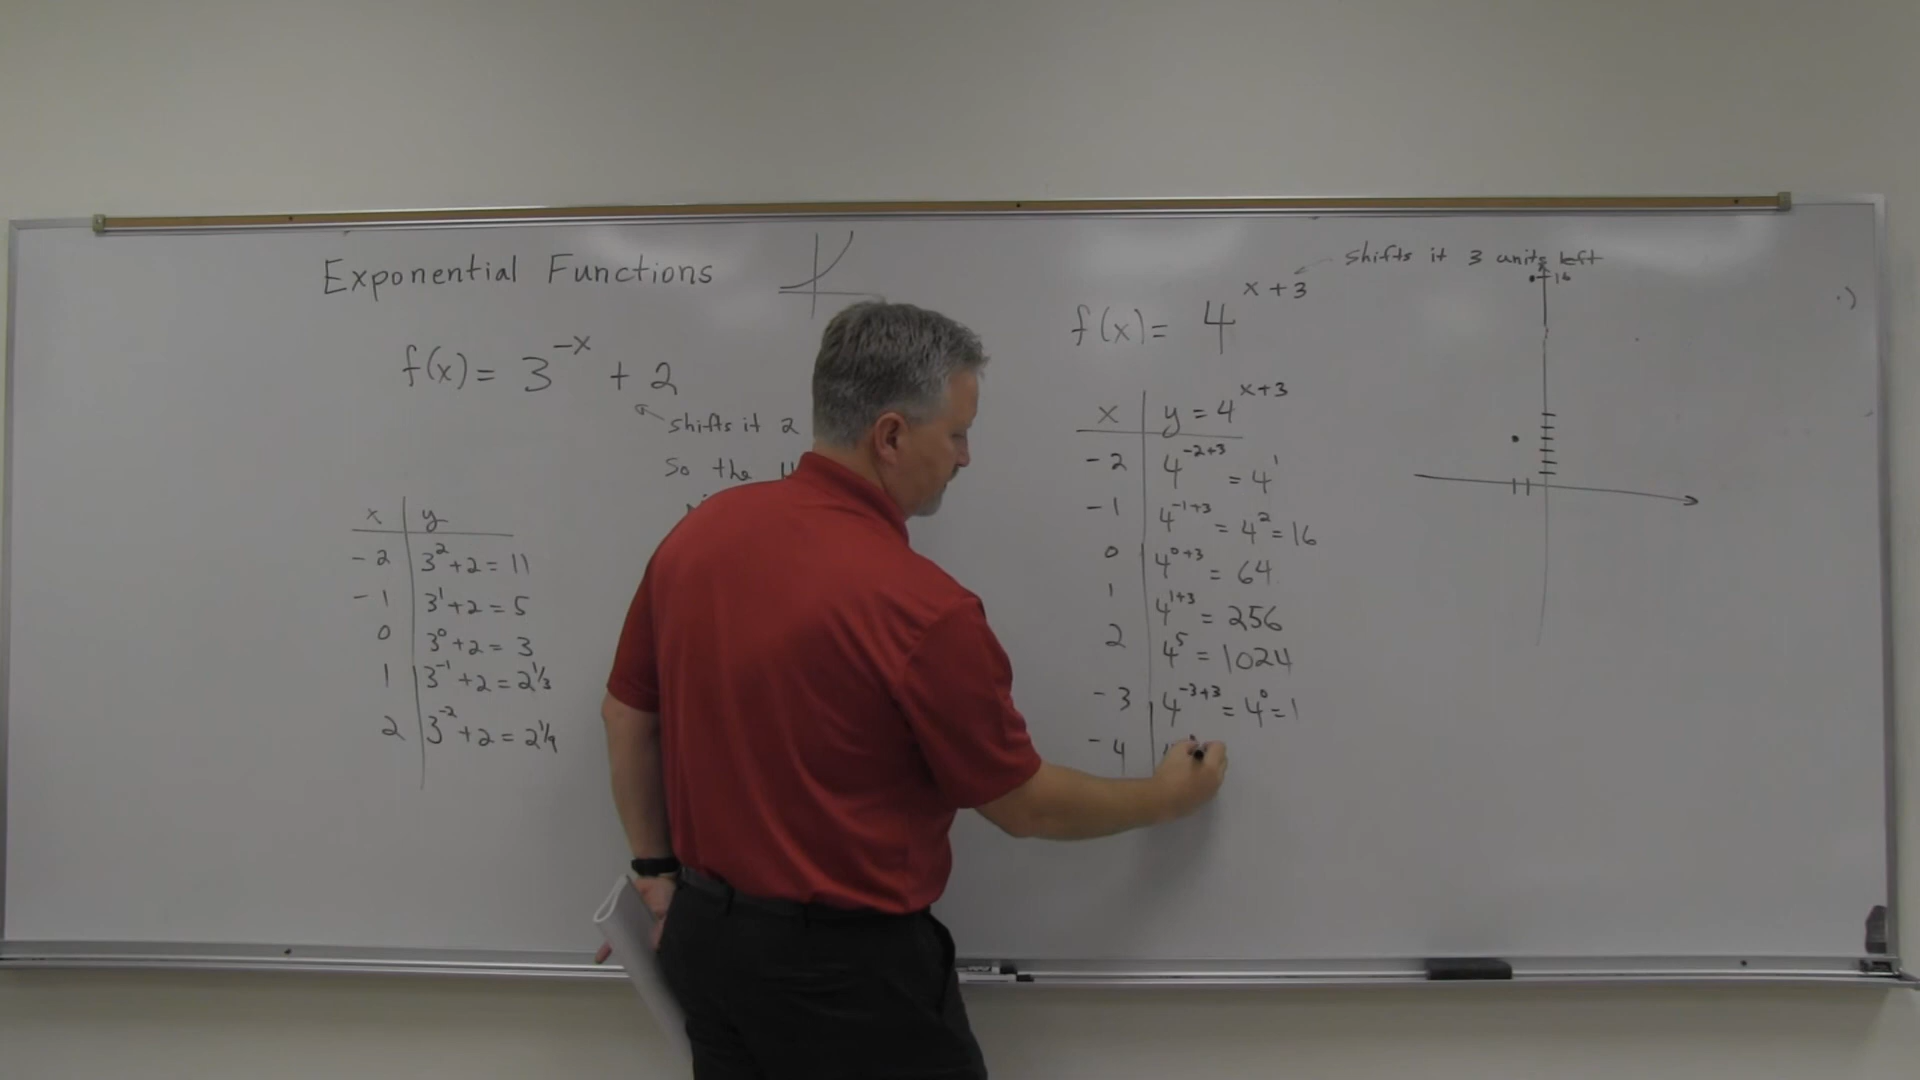 Exponential Functions
f(x) = 3^-x + 2
shifts it 2
So the
x | y
-2 | 3^2 + 2 = 11
-1 | 3^1 + 2 = 5
0 | 3^0 + 2 = 3
1 | 3^-1 + 2 = 2 1/3
2 | 3^-2 + 2 = 2 1/9
shifts it 3 units left
f(x) = 4^x+3
x | y = 4^x+3
-2 | 4^-2+3 = 4^1
-1 | 4^-1+3 = 4^2 = 16
0 | 4^0+3 = 64
1 | 4^1+3 = 256
2 | 4^5 = 1024
-3 | 4^-3+3 = 4^0 = 1
-4
16